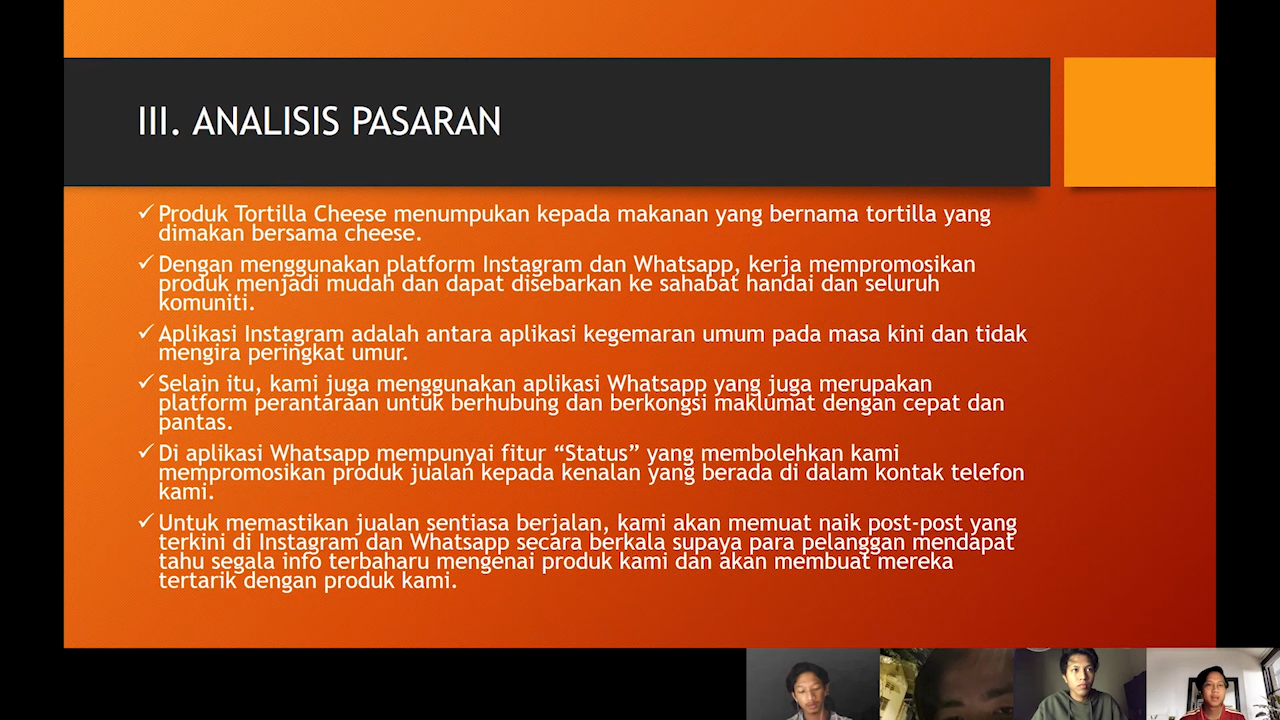 III. ANALISIS PASARAN
✓Produk Tortilla Cheese menumpukan kepada makanan yang bernama tortilla yang
dimakan bersama cheese.
✓Dengan menggunakan platform Instagram dan Whatsapp, kerja mempromosikan
produk menjadi mudah dan dapat disebarkan ke sahabat handai dan seluruh
komuniti.
✓Aplikasi Instagram adalah antara aplikasi kegemaran umum pada masa kini dan tidak
mengira peringkat umur.
✓Selain itu, kami juga menggunakan aplikasi Whatsapp yang juga merupakan
platform perantaraan untuk berhubung dan berkongsi maklumat dengan cepat dan
pantas.
✓Di aplikasi Whatsapp mempunyai fitur “Status” yang membolehkan kami
mempromosikan produk jualan kepada kenalan yang berada di dalam kontak telefon
kami.
✓Untuk memastikan jualan sentiasa berjalan, kami akan memuat naik post-post yang
terkini di Instagram dan Whatsapp secara berkala supaya para pelanggan mendapat
tahu segala info terbaharu mengenai produk kami dan akan membuat mereka
tertarik dengan produk kami.